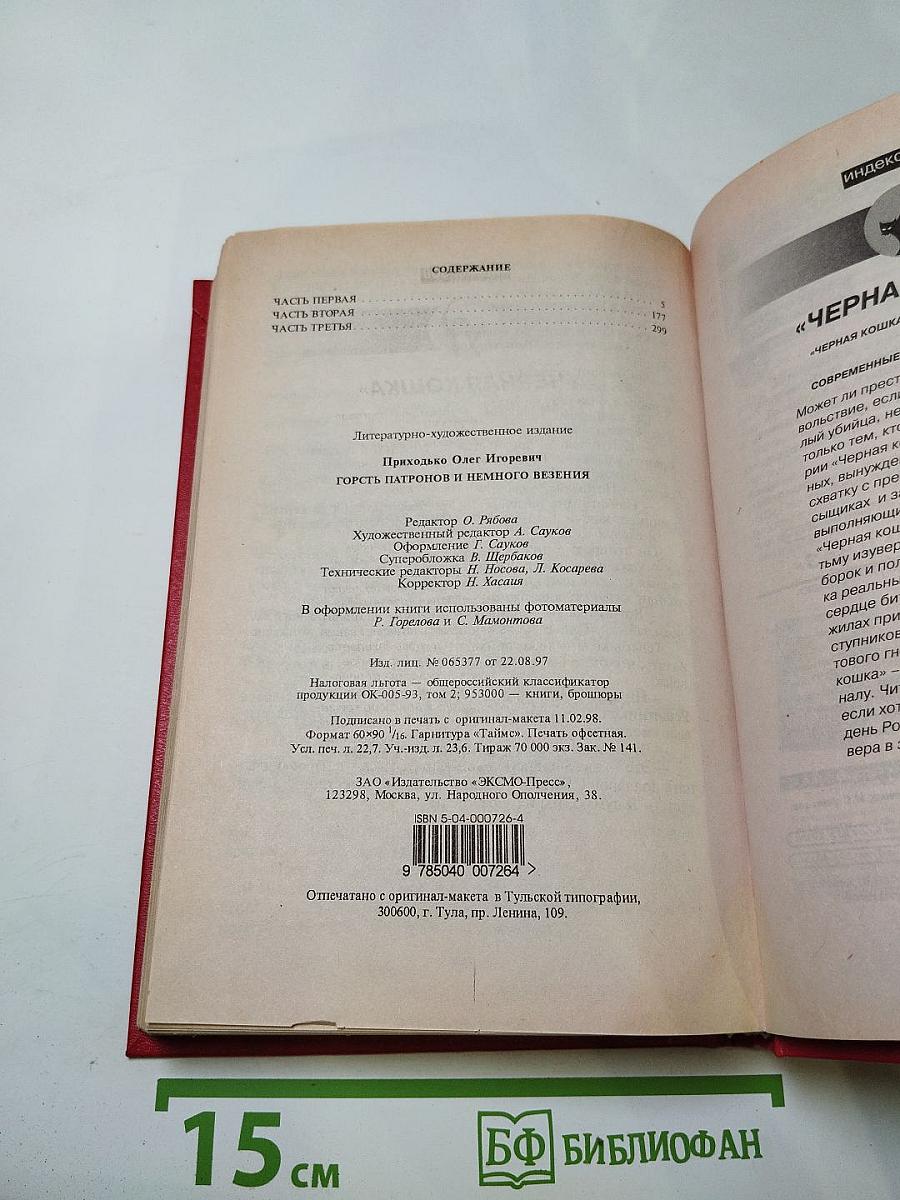 СОДЕРЖАНИЕ
ЧАСТЬ ПЕРВАЯ 5
ЧАСТЬ ВТОРАЯ 177
ЧАСТЬ ТРЕТЬЯ 299
Литературно-художественное издание
Приходько Олег Игоревич
ГОРСТЬ ПАТРОНОВ И НЕМНОГО ВЕЗЕНИЯ
Редактор О. Рябова
Художественный редактор А. Сауков
Оформление Г. Сауков
Суперобложка В. Щербаков
Технические редакторы Н. Носова, Л. Косарева
Корректор Н. Хасаия
В оформлении книги использованы фотоматериалы
Р. Горелова и С. Мамонтова
Изд. лиц. № 065377 от 22.08.97
Налоговая льгота — общероссийский классификатор
продукции ОК-005-93, том 2; 953000 — книги, брошюры
Подписано в печать с оригинал-макета 11.02.98.
Формат 60×90 1/16. Гарнитура «Таймс». Печать офсетная.
Усл. печ. л. 22,7. Уч.-изд. л. 23,6. Тираж 70 000 экз. Зак. № 141.
ЗАО «Издательство «ЭКСМО-Пресс»,
123298, Москва, ул. Народного Ополчения, 38.
ISBN 5-04-000726-4
9 785040 007264 >
Отпечатано с оригинал-макета в Тульской типографии,
300600, г. Тула, пр. Ленина, 109.
ИНДЕКС
«ЧЕРНА
«ЧЕРНАЯ КОШКА
СОВРЕМЕННЫЕ
Может ли прест
вольствие, есл
лый убийца, не
только тем, кто
рии «Черная к
ных, вынужде
схватку с пре
сыщиках и за
выполняющи
«Черная кош
тьму изувер
борок и пол
ка реальны
сердце бит
жилах при
ступников
тового гн
кошка» –
налу. Чи
если хот
день Ро
вера в з
15 см
БФ БИБЛИОФАН